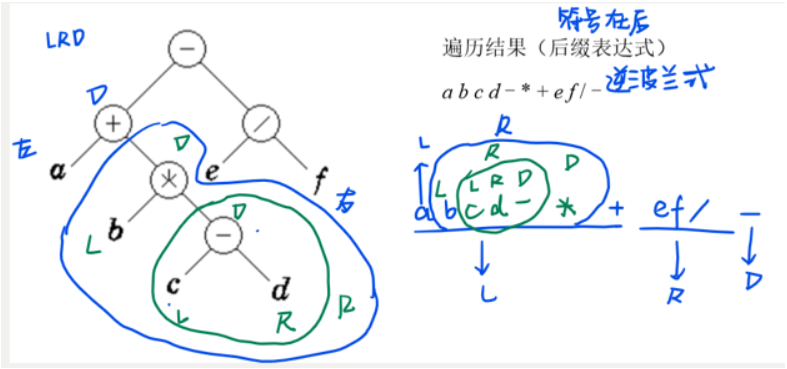 LRD
符号在后
遍历结果（后缀表达式）
a b c d - * + e f / - 逆波兰式
-
D
+
/
左
a
D
*
e
f
右
b
L
D
-
c
d
L
R
R
L
R
R
D
L
L R D
a b c d - * + ef/ -
L
R
D